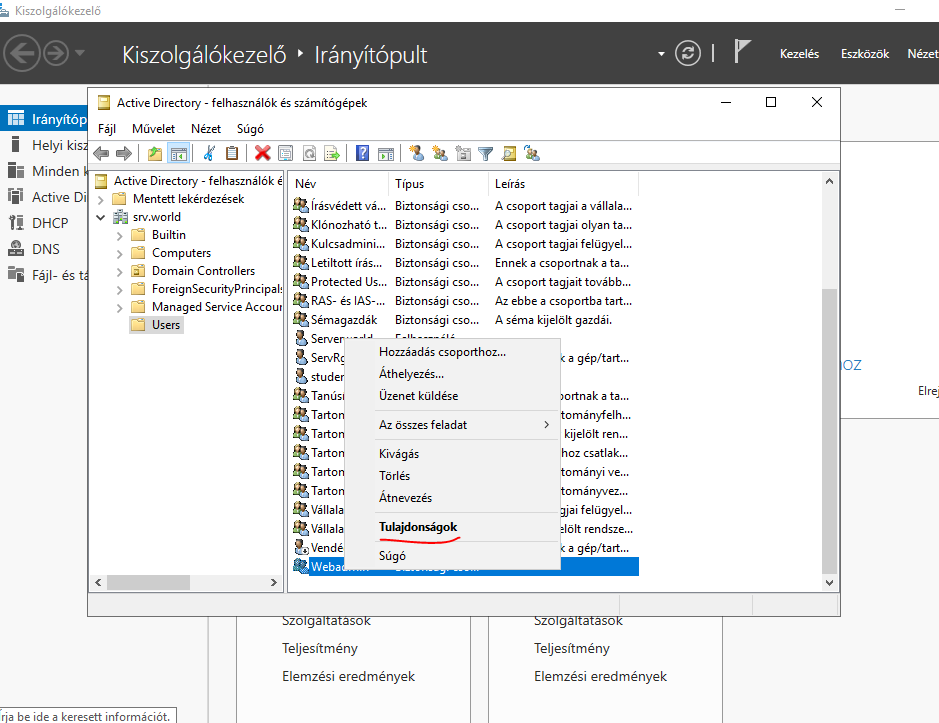 Kiszolgálókezelő
Kiszolgálókezelő Irányítópult
Kezelés Eszközök Nézet
Irányítóp
Helyi kisz
Minden k
Active Di
DHCP
DNS
Fájl- és tá
Active Directory - felhasználók és számítógépek
Fájl Művelet Nézet Súgó
Active Directory - felhasználók é
Mentett lekérdezések
srv.world
Builtin
Computers
Domain Controllers
ForeignSecurityPrincipals
Managed Service Accour
Users
Név Típus Leírás
Írásvédett vá... Biztonsági cso... A csoport tagjai a vállala...
Klónozható t... Biztonsági cso... A csoport tagjai olyan ta...
Kulcsadmini... Biztonsági cso... A csoport tagjai felügyel...
Letiltott írás... Biztonsági cso... Ennek a csoportnak a ta...
Protected Us... Biztonsági cso... A csoport tagjait tovább...
RAS- és IAS-... Biztonsági cso... Az ebbe a csoportba tart...
Sémagazdák Biztonsági cso... A séma kijelölt gazdái.
Serverworld Felhasználó
ServRg k a gép/tart...
studen
Tanúsí portnak a ta...
Tarton tományfelh...
Tarton kijelölt ren...
Tarton hoz csatlak...
Tarton tományi ve...
Tarton tományvez...
Vállala gjai felügyel...
Vállala elölt rendsze...
Vendé k a gép/tart...
Webadmin Biztonsági cso...
Hozzáadás csoporthoz...
Áthelyezés...
Üzenet küldése
Az összes feladat
Kivágás
Törlés
Átnevezés
Tulajdonságok
Súgó
HOZ
Elrej
Szolgáltatások
Teljesítmény
Elemzési eredmények
Szolgáltatások
Teljesítmény
Elemzési eredmények
rja be ide a keresett információt.